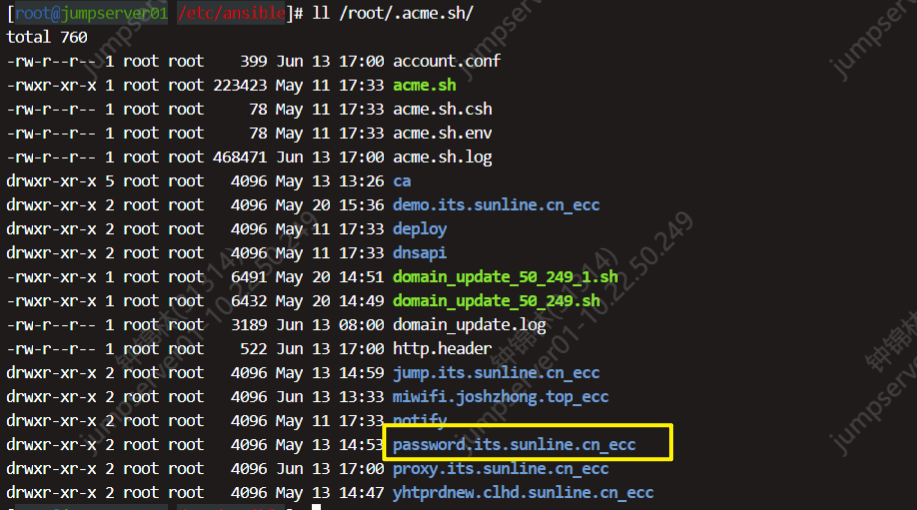 [root@jumpserver01 /etc/ansible]# ll /root/.acme.sh/
total 760
-rw-r--r-- 1 root root    399 Jun 13 17:00 account.conf
-rwxr-xr-x 1 root root 223423 May 11 17:33 acme.sh
-rw-r--r-- 1 root root     78 May 11 17:33 acme.sh.csh
-rw-r--r-- 1 root root     78 May 11 17:33 acme.sh.env
-rw-r--r-- 1 root root 468471 Jun 13 17:00 acme.sh.log
drwxr-xr-x 5 root root   4096 May 13 13:26 ca
drwxr-xr-x 2 root root   4096 May 20 15:36 demo.its.sunline.cn_ecc
drwxr-xr-x 2 root root   4096 May 11 17:33 deploy
drwxr-xr-x 2 root root   4096 May 11 17:33 dnsapi
-rwxr-xr-x 1 root root   6491 May 20 14:51 domain_update_50_249_1.sh
-rwxr-xr-x 1 root root   6432 May 20 14:49 domain_update_50_249.sh
-rw-r--r-- 1 root root   3189 Jun 13 08:00 domain_update.log
-rw-r--r-- 1 root root    522 Jun 13 17:00 http.header
drwxr-xr-x 2 root root   4096 May 13 14:59 jump.its.sunline.cn_ecc
drwxr-xr-x 2 root root   4096 Jun 13 13:33 miwifi.joshzhong.top_ecc
drwxr-xr-x 2 root root   4096 May 11 17:33 notify
drwxr-xr-x 2 root root   4096 May 13 14:53 password.its.sunline.cn_ecc
drwxr-xr-x 2 root root   4096 Jun 13 17:00 proxy.its.sunline.cn_ecc
drwxr-xr-x 2 root root   4096 May 13 14:47 yhtprdnew.clhd.sunline.cn_ecc